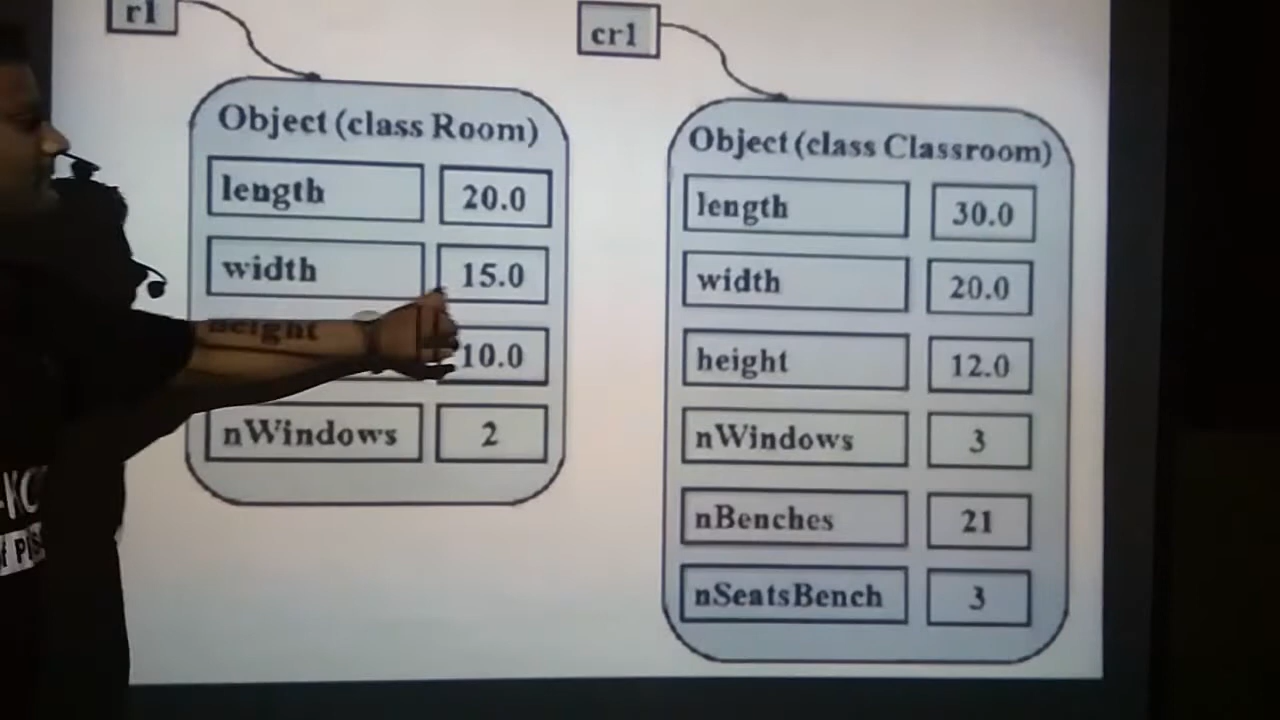 r1
Object (class Room)
length 20.0
width 15.0
height 10.0
nWindows 2
cr1
Object (class Classroom)
length 30.0
width 20.0
height 12.0
nWindows 3
nBenches 21
nSeatsBench 3